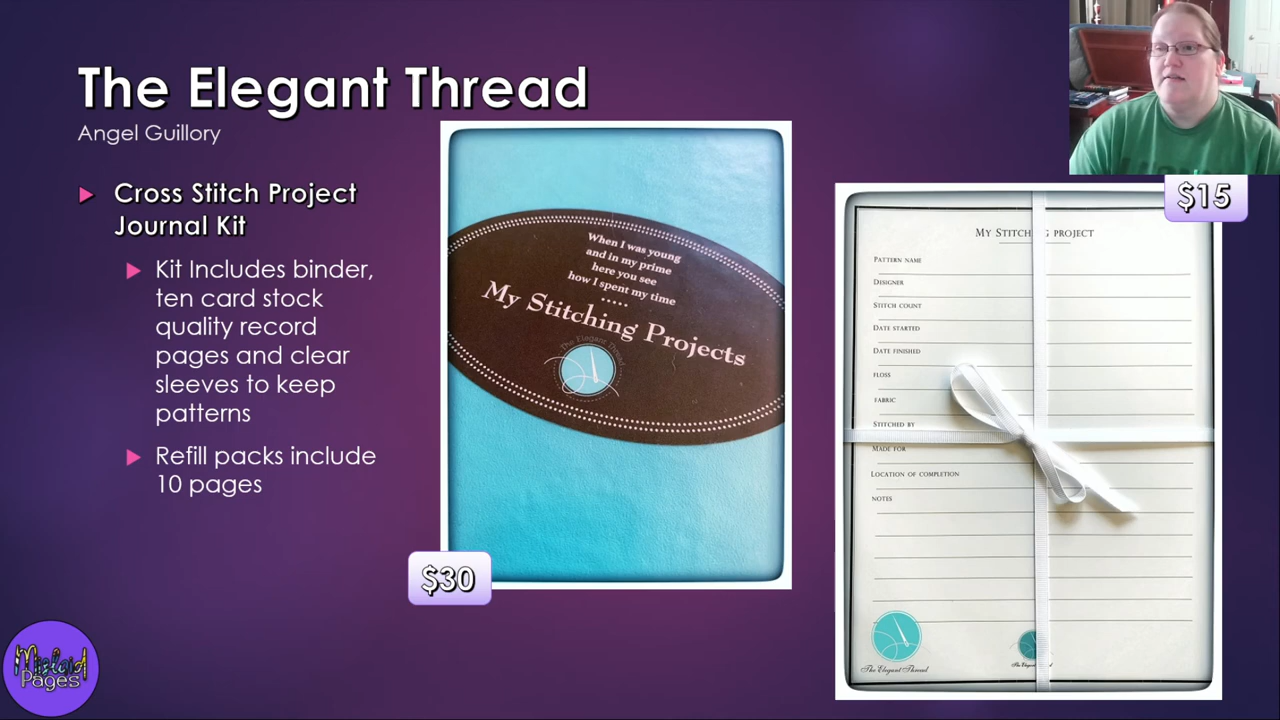 The Elegant Thread
Angel Guillory
Cross Stitch Project
Journal Kit
Kit Includes binder,
ten card stock
quality record
pages and clear
sleeves to keep
patterns
Refill packs include
10 pages
When I was young
and in my prime
here you see
how I spent my time
My Stitching Projects
The Elegant Thread
$30
$15
My Stitching project
Pattern name
Designer
Stitch count
Date started
Date finished
Floss
Fabric
Stitched by
Made for
Location of completion
Notes
The Elegant Thread
Pages